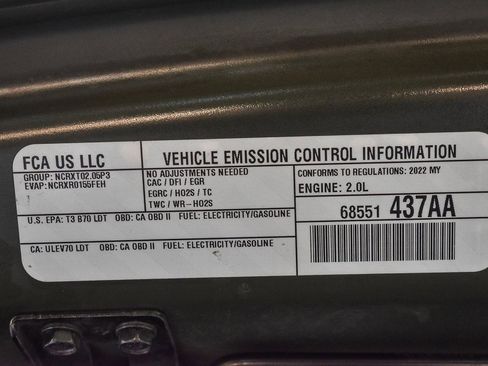 FCA US LLC
VEHICLE EMISSION CONTROL INFORMATION
GROUP: NCRXT02.05P3
EVAP: NCRXR0155FEH
NO ADJUSTMENTS NEEDED
CAC / DFI / EGR
EGRC / HO2S / TC
TWC / WR-HO2S
CONFORMS TO REGULATIONS: 2022 MY
ENGINE: 2.0L
U.S. EPA: T3 B70 LDT OBD: CA OBD II FUEL: ELECTRICITY/GASOLINE
68551 437AA
CA: ULEV70 LDT OBD: CA OBD II FUEL: ELECTRICITY/GASOLINE